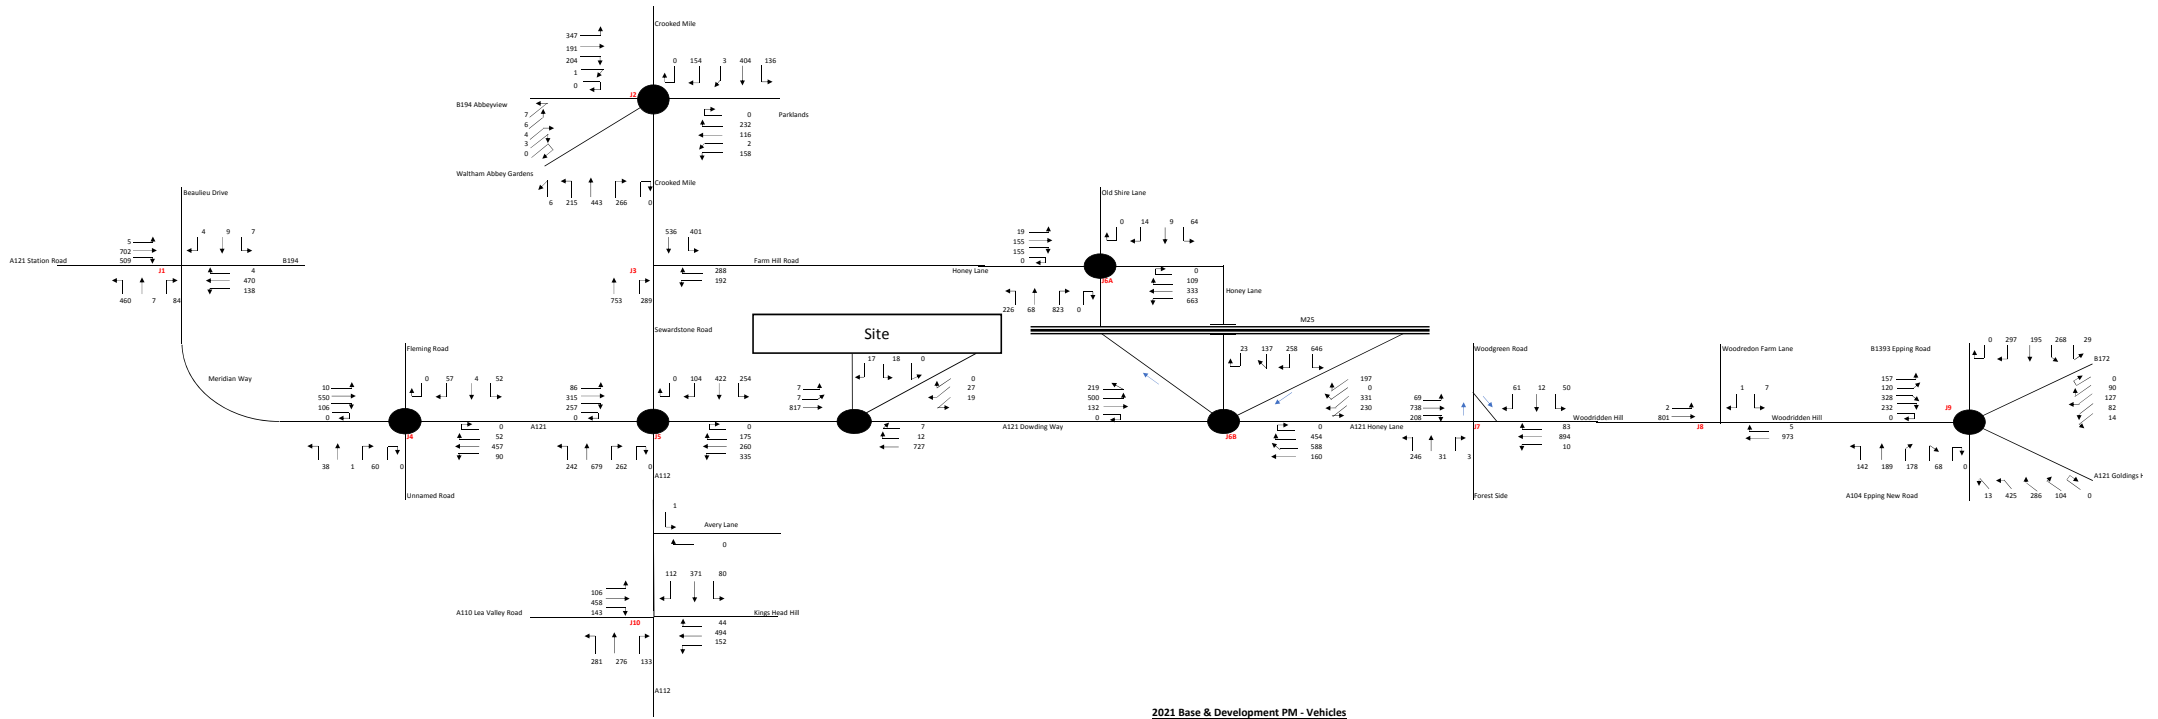 Crooked Mile
347
191
204
1
0
0 154 3 404 136
J2
B194 Abbeyview
Parklands
7
6
4
3
0
0
232
116
2
158
Waltham Abbey Gardens
Crooked Mile
6 215 443 266 0
Beaulieu Drive
5
702
509
4 9 7
A121 Station Road
B194
J1
4
470
138
460 7 84
536 401
J3
Farm Hill Road
288
192
753 289
Old Shire Lane
19
155
155
0
0 14 9 64
Honey Lane
J6A
0
109
333
663
226 68 823 0
Honey Lane
M25
Sewardstone Road
Site
Fleming Road
Meridian Way
10
550
106
0
0 57 4 52
J4
A121
0
52
457
90
38 1 60 0
Unnamed Road
86
315
257
0
0 104 422 254
J5
0
175
260
335
242 679 262 0
A112
17 18 0
7
7
817
0
27
19
7
12
727
A121 Dowding Way
23 137 258 646
219
500
132
0
197
0
331
230
J6B
0
454
588
160
A121 Honey Lane
Woodgreen Road
69
738
208
61 12 50
J7
Woodridden Hill
83
894
10
246 31 3
Forest Side
Woodredon Farm Lane
2
801
1 7
J8
Woodridden Hill
5
973
B1393 Epping Road
0 297 195 268 29
B172
157
120
328
232
0
J9
0
90
127
82
14
142 189 178 68 0
A104 Epping New Road
A121 Goldings H
13 425 286 104 0
1
Avery Lane
0
112 371 80
106
458
143
A110 Lea Valley Road
Kings Head Hill
J10
44
494
152
281 276 133
A112
2021 Base & Development PM - Vehicles